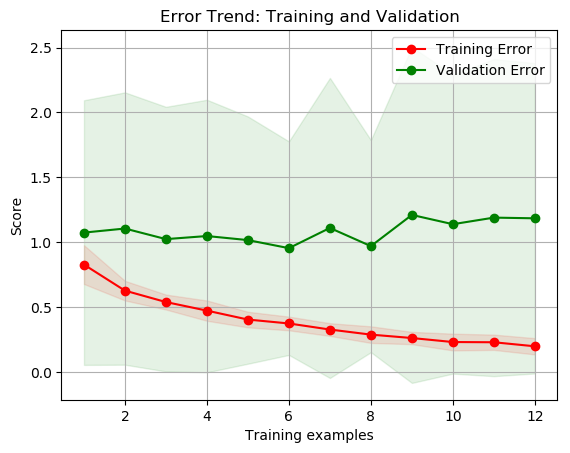 Error Trend: Training and Validation
2.5
2.0
1.5
1.0
0.5
0.0
Score
Training Error
Validation Error
2
4
6
8
10
12
Training examples